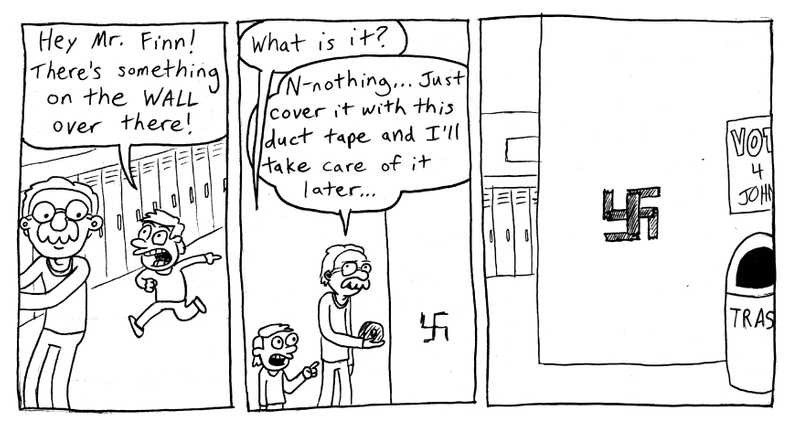 Hey Mr. Finn!
There's something
on the WALL
over there!
What is it?
N-nothing... Just
cover it with this
duct tape and I'll
take care of it
later...
VOT
4
JOHN
TRAS